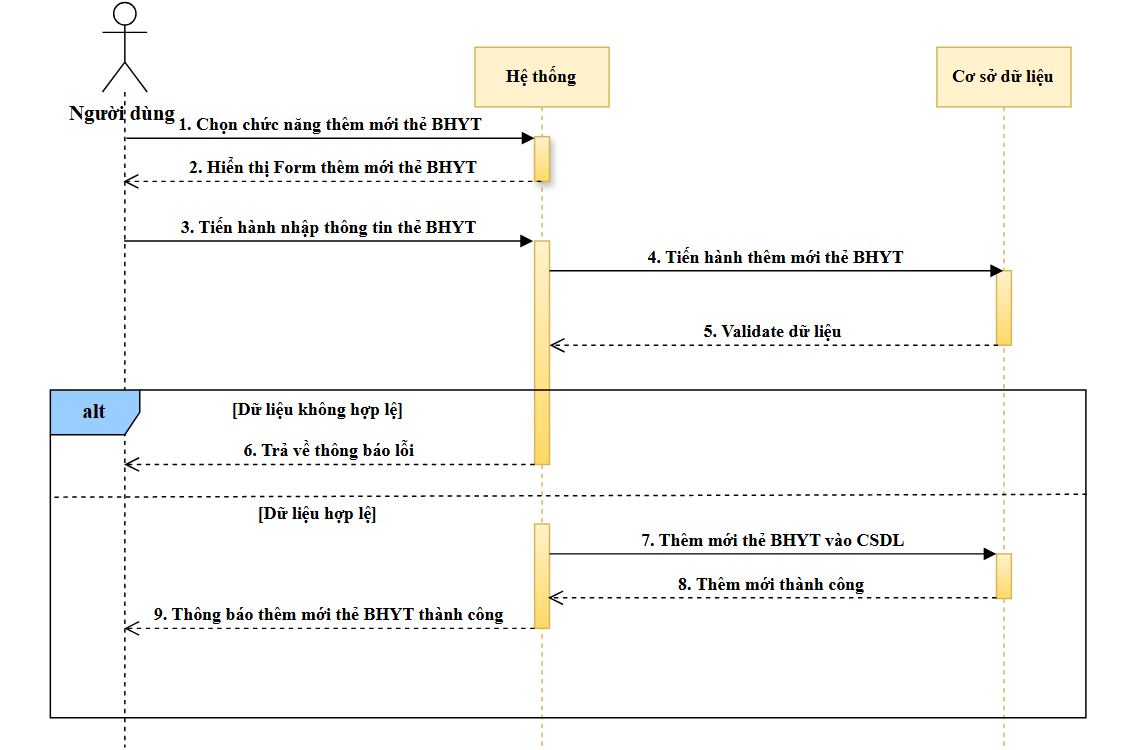 Người dùng
Hệ thống
Cơ sở dữ liệu
1. Chọn chức năng thêm mới thẻ BHYT
2. Hiển thị Form thêm mới thẻ BHYT
3. Tiến hành nhập thông tin thẻ BHYT
4. Tiến hành thêm mới thẻ BHYT
5. Validate dữ liệu
alt
[Dữ liệu không hợp lệ]
6. Trả về thông báo lỗi
[Dữ liệu hợp lệ]
7. Thêm mới thẻ BHYT vào CSDL
8. Thêm mới thành công
9. Thông báo thêm mới thẻ BHYT thành công